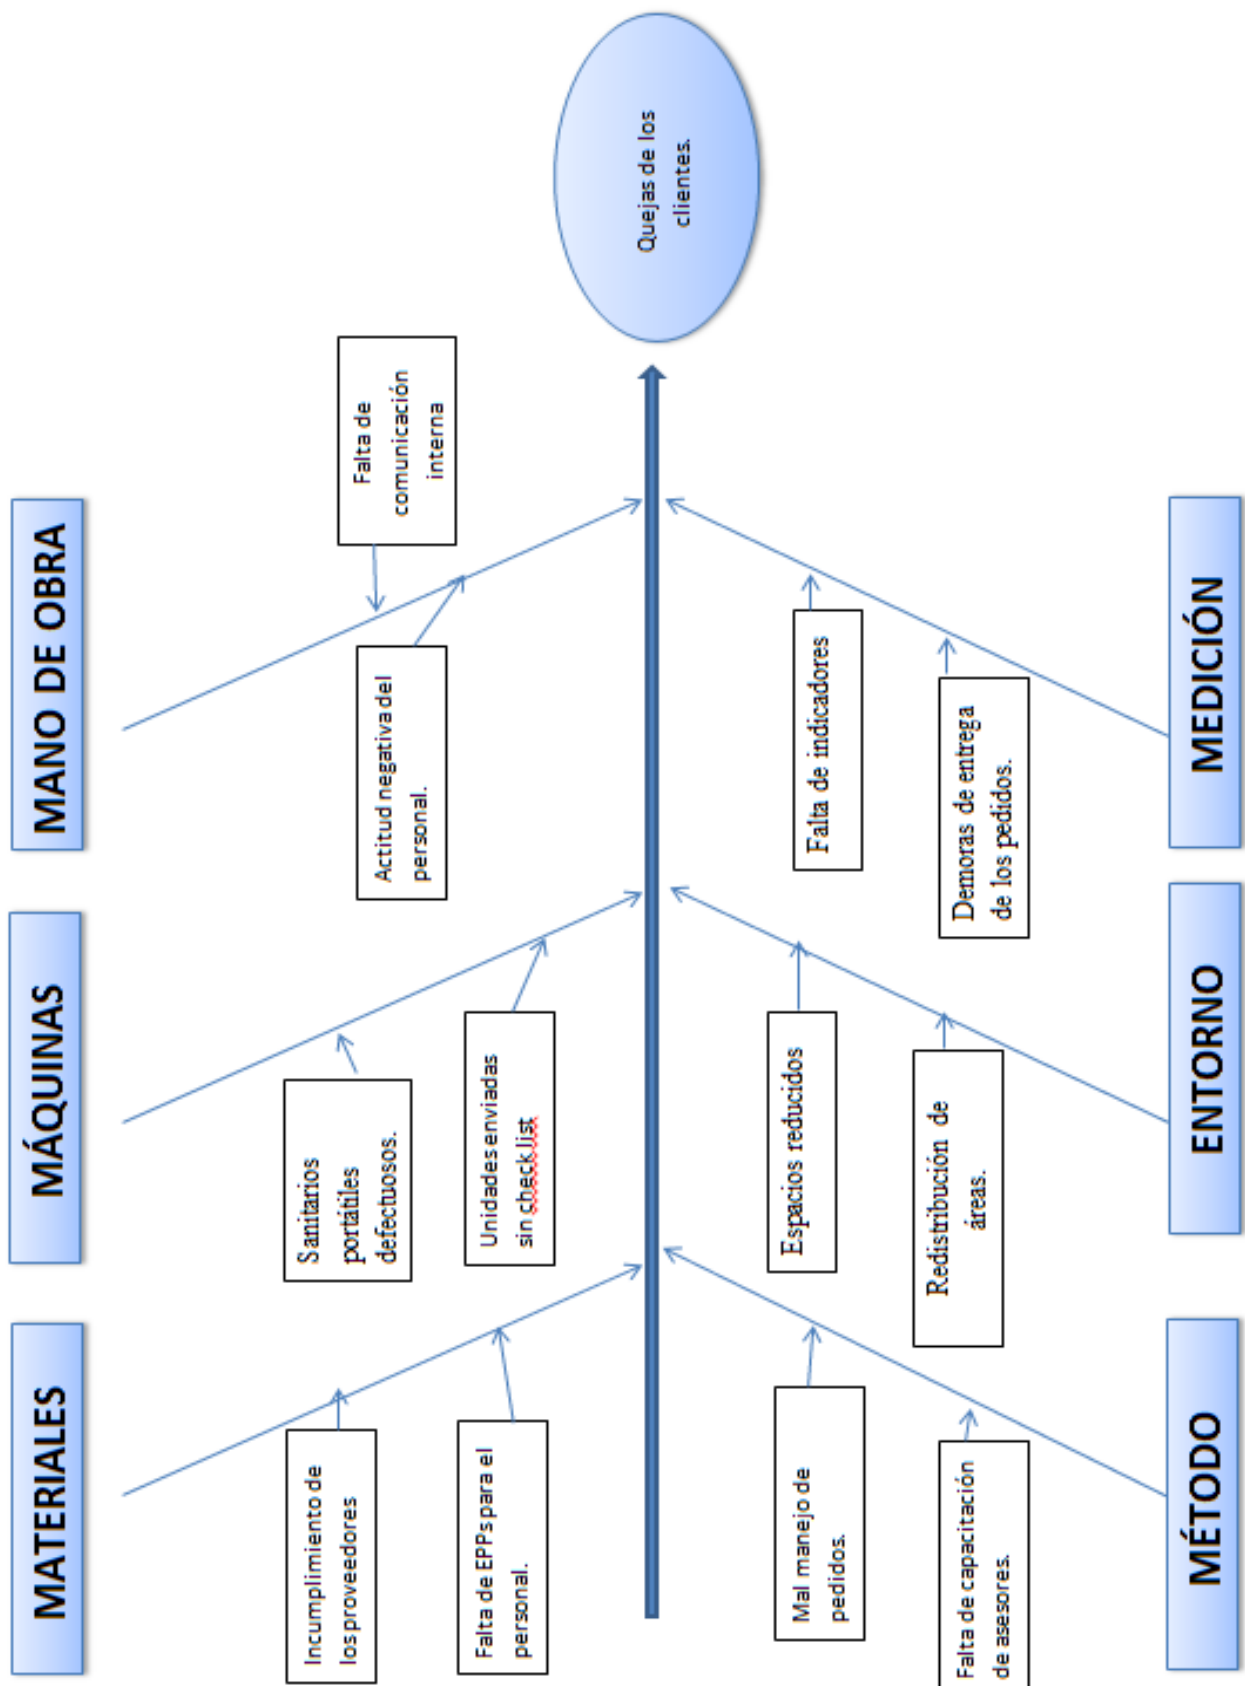 MATERIALES
MÁQUINAS
MANO DE OBRA
Incumplimiento de
los proveedores
Falta de EPPs para el
personal.
Sanitarios
portátiles
defectuosos.
Unidades enviadas
sin check list
Actitud negativa del
personal.
Falta de
comunicación
interna
Quejas de los
clientes.
Mal manejo de
pedidos.
Falta de capacitación
de asesores.
Espacios reducidos
Redistribución de
áreas.
Falta de indicadores
Demoras de entrega
de los pedidos.
MÉTODO
ENTORNO
MEDICIÓN